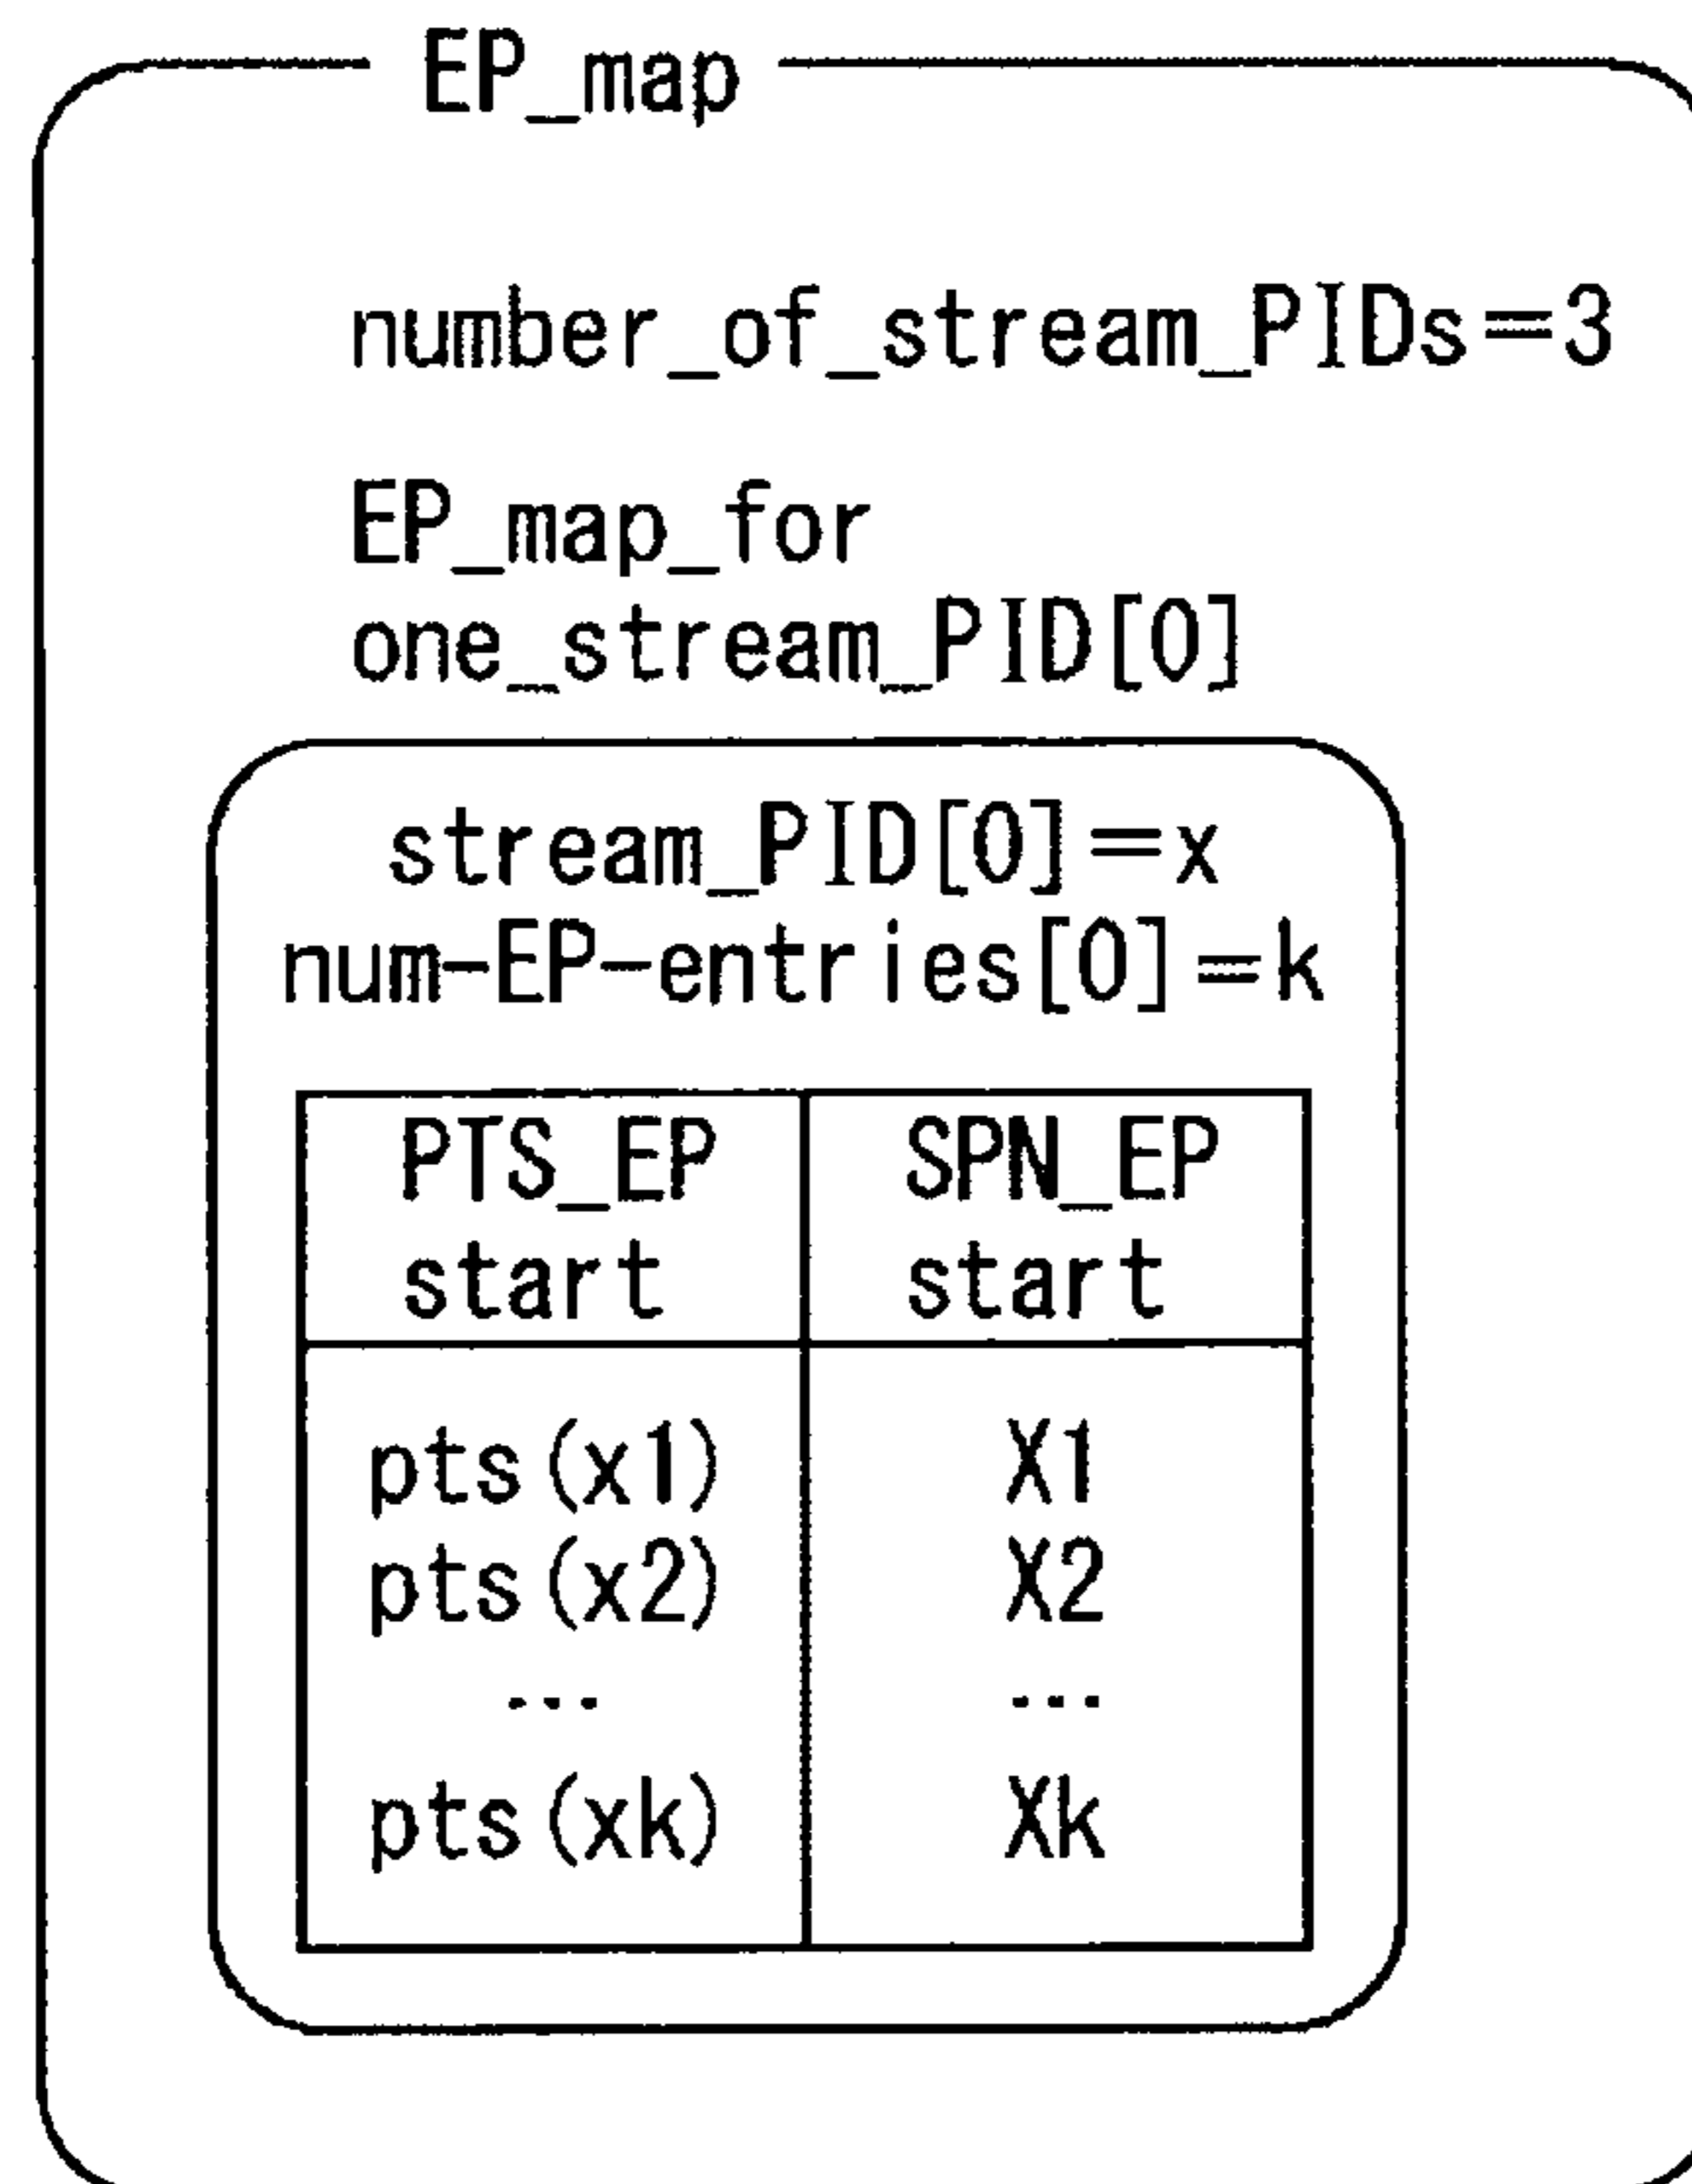 EP_map
number_of_stream_PIDs=3
EP_map_for
one_stream_PID[0]
stream_PID[0]=x
num-EP-entries[0]=k
PTS_EP SPN_EP
start start
pts(x1) X1
pts(x2) X2
... ...
pts(xk) Xk